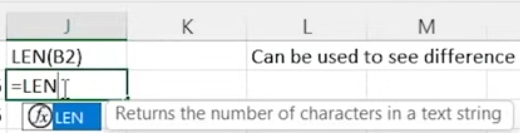 J K L M
LEN(B2) Can be used to see difference
=LEN
fx LEN Returns the number of characters in a text string